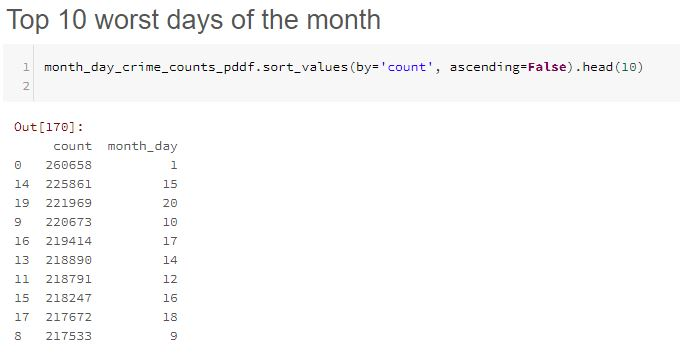 Top 10 worst days of the month
1 month_day_crime_counts_pddf.sort_values(by='count', ascending=False).head(10)
2
Out[170]:
count month_day
0 260658 1
14 225861 15
19 221969 20
9 220673 10
16 219414 17
13 218890 14
11 218791 12
15 218247 16
17 217672 18
8 217533 9